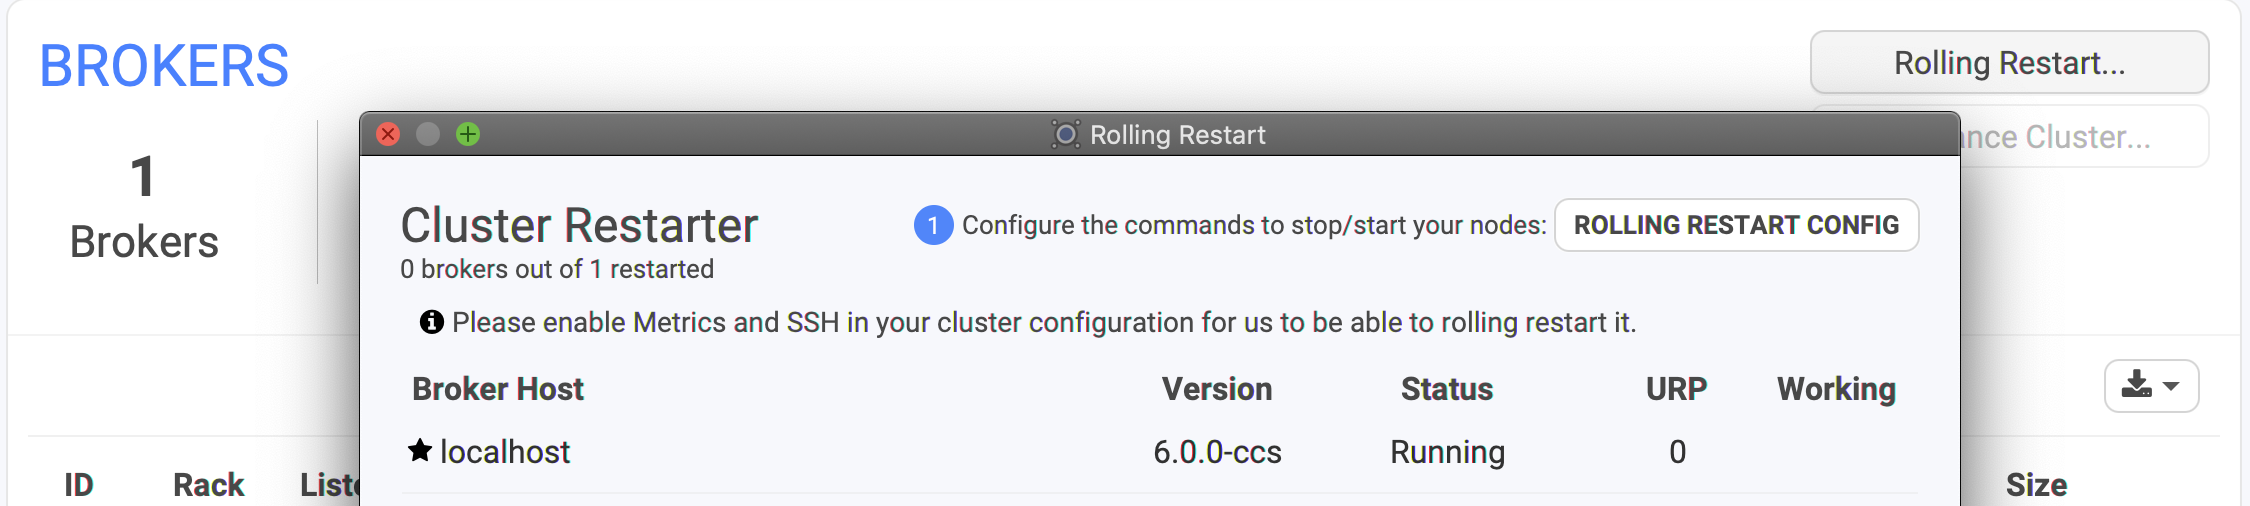 BROKERS
Rolling Restart...
Rolling Restart
nce Cluster...
1
Brokers
Cluster Restarter
1 Configure the commands to stop/start your nodes: ROLLING RESTART CONFIG
0 brokers out of 1 restarted
Please enable Metrics and SSH in your cluster configuration for us to be able to rolling restart it.
Broker Host Version Status URP Working
localhost 6.0.0-ccs Running 0
ID Rack Liste Size